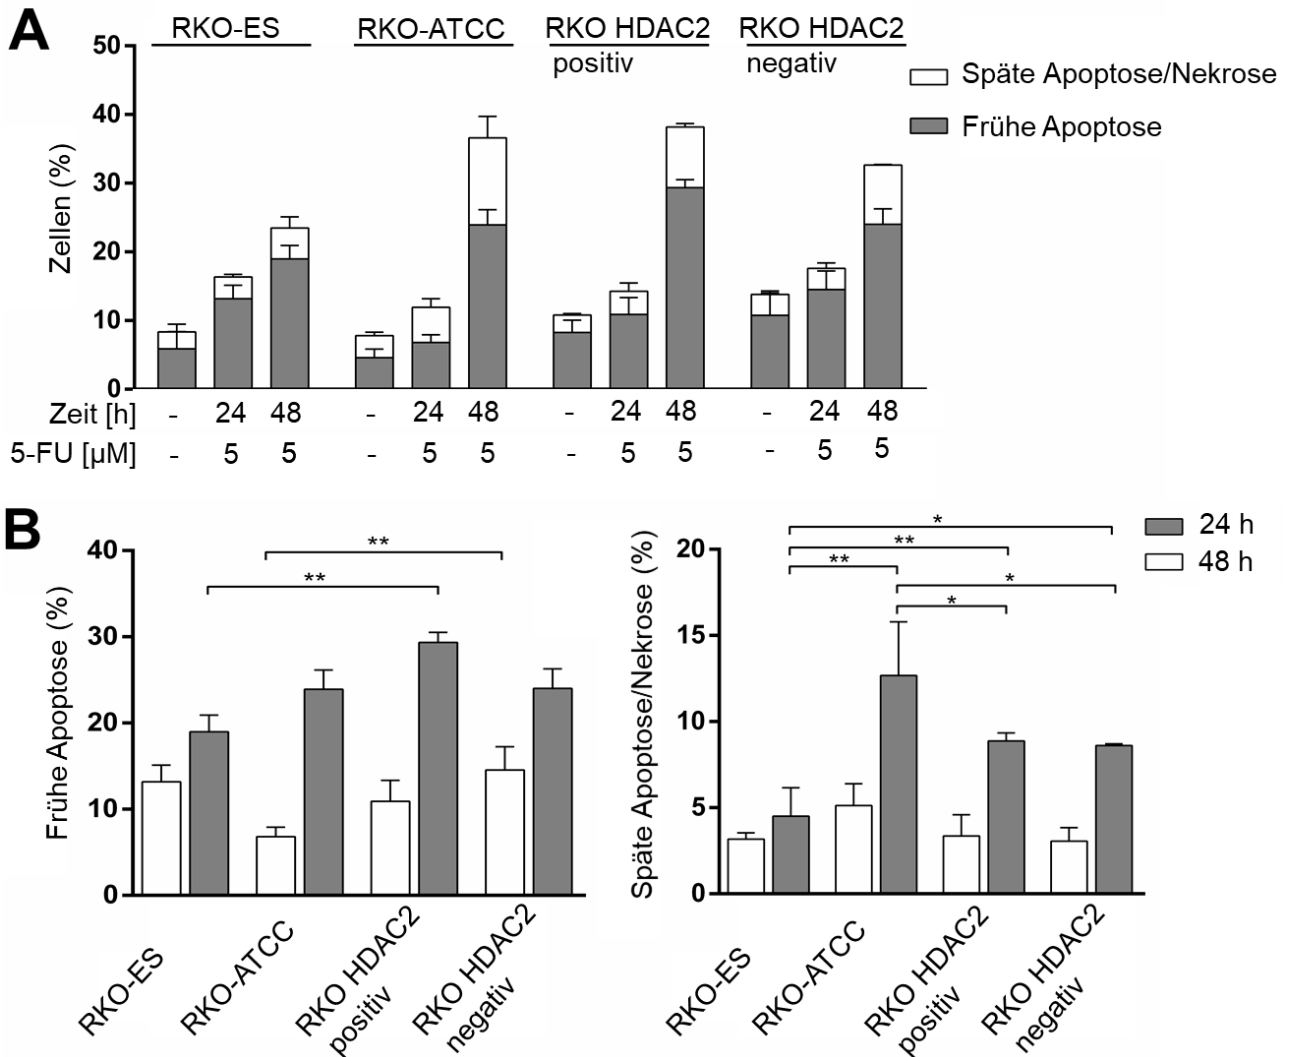 A
RKO-ES RKO-ATCC RKO HDAC2 RKO HDAC2
positiv negativ
Späte Apoptose/Nekrose
Frühe Apoptose
Zellen (%)
50
40
30
20
10
0
Zeit [h] - 24 48 - 24 48 - 24 48 - 24 48
5-FU [µM] - 5 5 - 5 5 - 5 5 - 5 5
B
24 h
48 h
Frühe Apoptose (%)
40
30
20
10
0
**
**
RKO-ES
RKO-ATCC
RKO HDAC2
positiv
RKO HDAC2
negativ
Späte Apoptose/Nekrose (%)
20
15
10
5
0
*
**
**
*
*
RKO-ES
RKO-ATCC
RKO HDAC2
positiv
RKO HDAC2
negativ